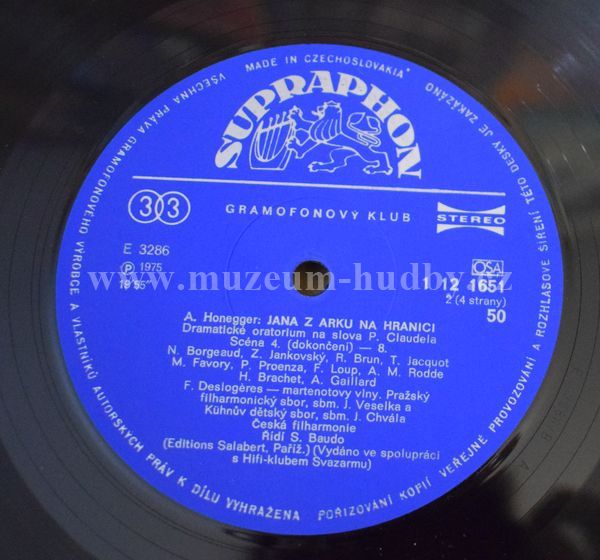 MADE IN CZECHOSLOVAKIA
SUPRAPHON
VŠECHNA PRÁVA GRAMOFONOVÉHO VÝROBCE A VLASTNÍKŮ AUTORSKÝCH PRÁV K DÍLU VYHRAŽENA
POŘIZOVÁNÍ KOPIÍ VEŘEJNÉ PROVOZOVÁNÍ A ROZHLASOVÉ ŠÍŘENÍ TÉTO DESKY JE ZAKÁZÁNO
33
GRAMOFONOVÝ KLUB
STEREO
E 3286
Ⓟ 1975
19'55"
OSA
1 12 1651
2 (4 strany)
50
www.muzeum-hudby.cz
A. Honegger: JANA Z ARKU NA HRANICI
Dramatické oratorium na slova P. Claudela
Scéna 4. (dokončení) — 8.
N. Borgeaud, Z. Jankovský, R. Brun, T. Jacquot
M. Favory, P. Proenza, F. Loup, A. M. Rodde
H. Brachet, A. Gaillard
F. Deslogères — martenotovy vlny. Pražský
filharmonický sbor, sbm. J. Veselka a
Kühnův dětský sbor, sbm. J. Chvála
Česká filharmonie
Řídí S. Baudo
(Editions Salabert, Paříž.) (Vydáno ve spolupráci
s Hifi-klubem Svazarmu)